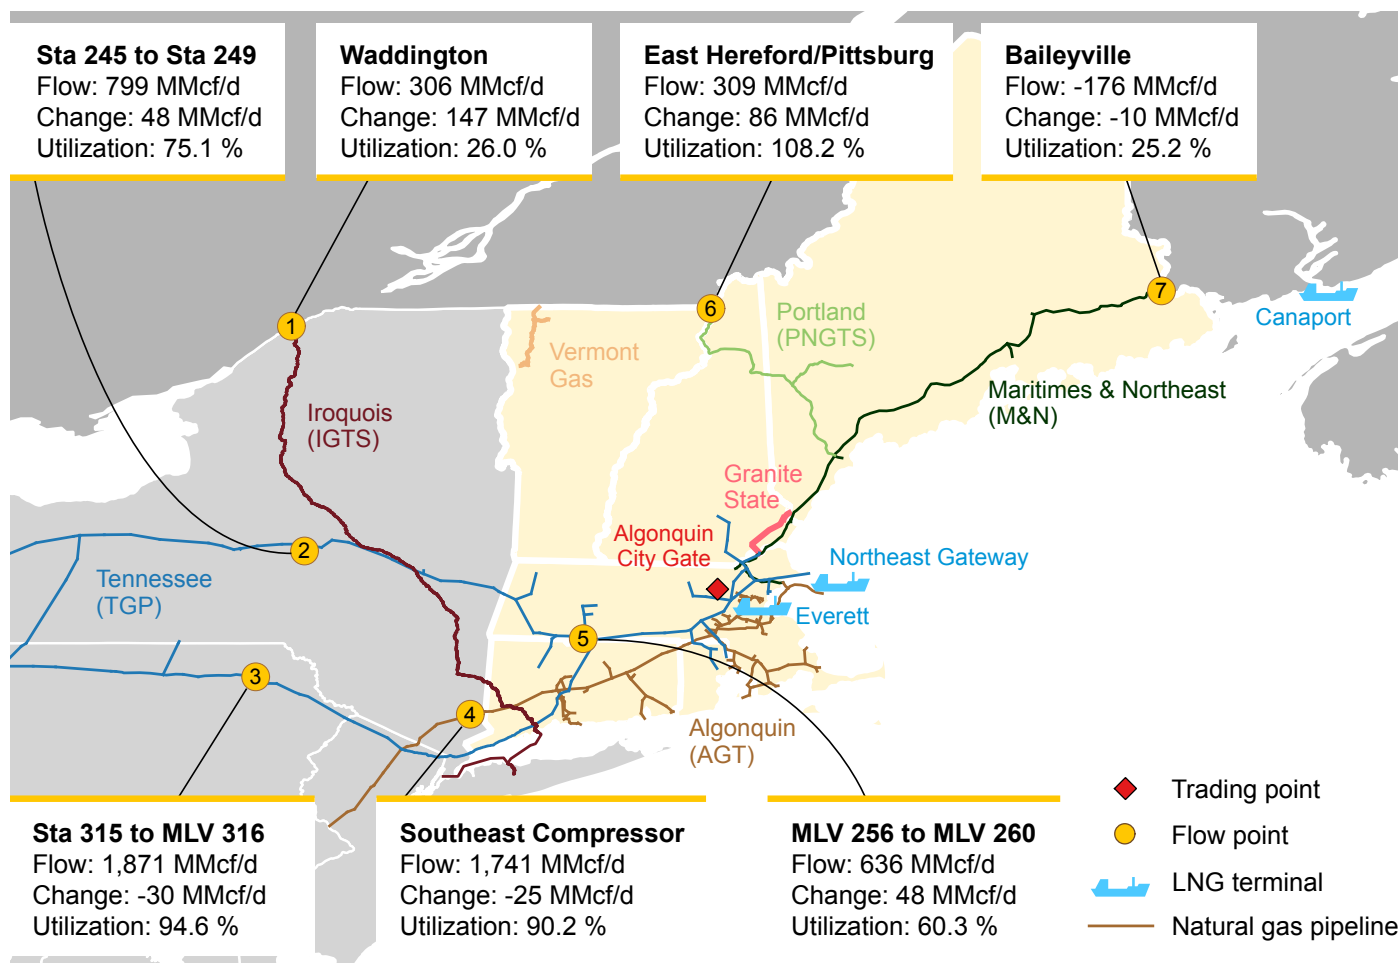 Sta 245 to Sta 249
Flow: 799 MMcf/d
Change: 48 MMcf/d
Utilization: 75.1 %
Waddington
Flow: 306 MMcf/d
Change: 147 MMcf/d
Utilization: 26.0 %
East Hereford/Pittsburg
Flow: 309 MMcf/d
Change: 86 MMcf/d
Utilization: 108.2 %
Baileyville
Flow: -176 MMcf/d
Change: -10 MMcf/d
Utilization: 25.2 %
1
6
7
Canaport
Portland
(PNGTS)
Vermont
Gas
Maritimes & Northeast
(M&N)
Iroquois
(IGTS)
Granite
State
Algonquin
City Gate
2
Northeast Gateway
Tennessee
(TGP)
Everett
5
3
4
Algonquin
(AGT)
Sta 315 to MLV 316
Flow: 1,871 MMcf/d
Change: -30 MMcf/d
Utilization: 94.6 %
Southeast Compressor
Flow: 1,741 MMcf/d
Change: -25 MMcf/d
Utilization: 90.2 %
MLV 256 to MLV 260
Flow: 636 MMcf/d
Change: 48 MMcf/d
Utilization: 60.3 %
Trading point
Flow point
LNG terminal
Natural gas pipeline